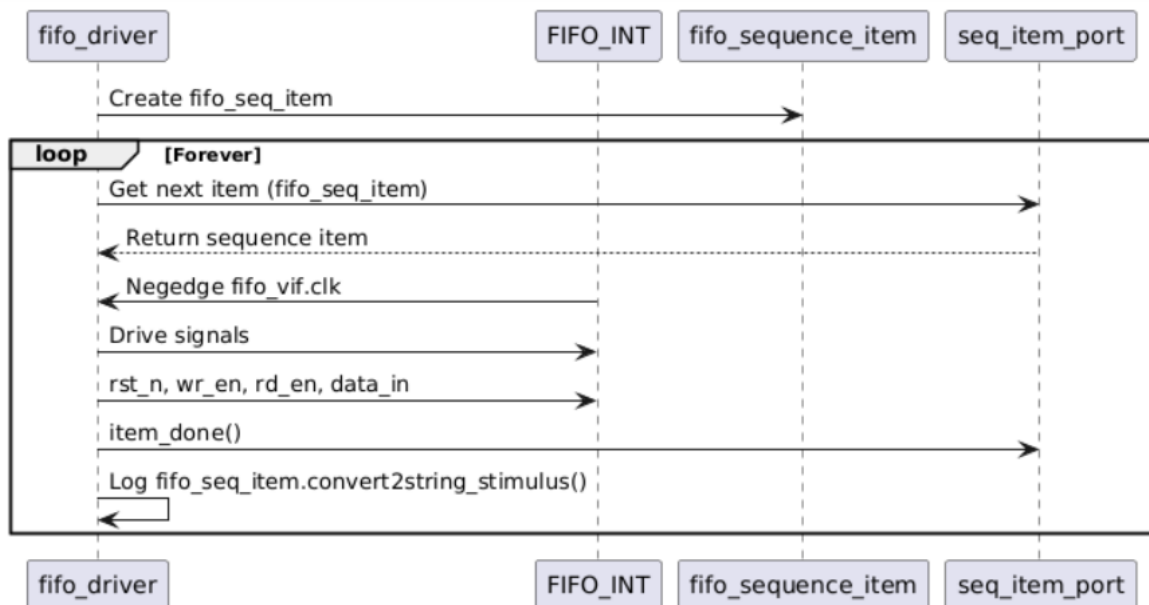 fifo_driver FIFO_INT fifo_sequence_item seq_item_port
Create fifo_seq_item
loop [Forever]
Get next item (fifo_seq_item)
Return sequence item
Negedge fifo_vif.clk
Drive signals
rst_n, wr_en, rd_en, data_in
item_done()
Log fifo_seq_item.convert2string_stimulus()
fifo_driver FIFO_INT fifo_sequence_item seq_item_port